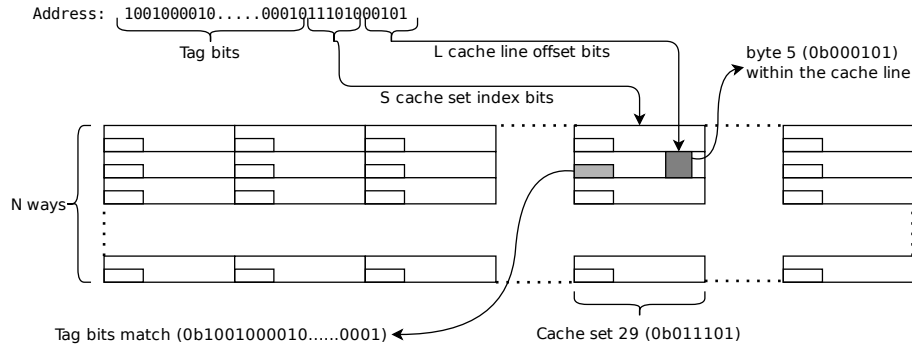 Address: 1001000010.....0001011101000101
Tag bits
L cache line offset bits
byte 5 (0b000101)
within the cache line
S cache set index bits
N ways
Tag bits match (0b1001000010......0001)
Cache set 29 (0b011101)